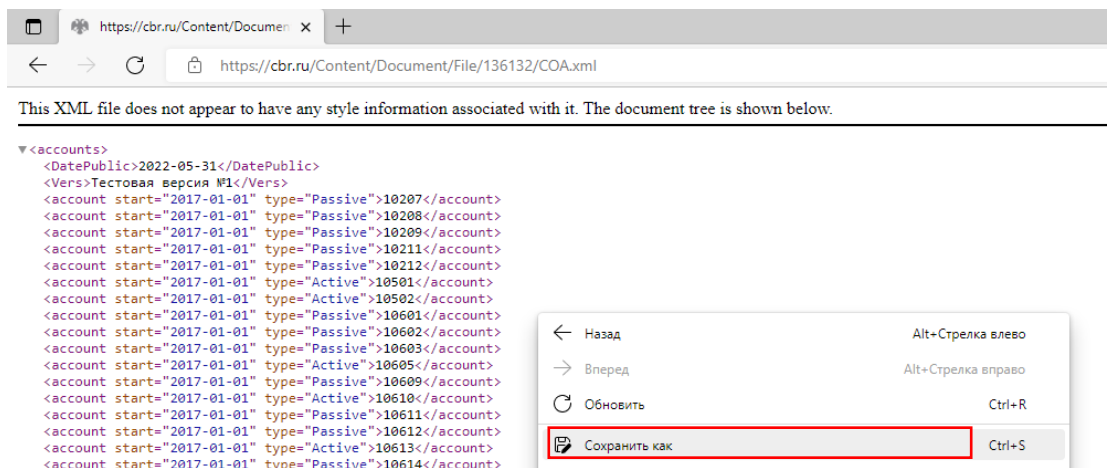 https://cbr.ru/Content/Documen
https://cbr.ru/Content/Document/File/136132/COA.xml
This XML file does not appear to have any style information associated with it. The document tree is shown below.
▼<accounts>
<DatePublic>2022-05-31</DatePublic>
<Vers>Тестовая версия №1</Vers>
<account start="2017-01-01" type="Passive">10207</account>
<account start="2017-01-01" type="Passive">10208</account>
<account start="2017-01-01" type="Passive">10209</account>
<account start="2017-01-01" type="Passive">10211</account>
<account start="2017-01-01" type="Passive">10212</account>
<account start="2017-01-01" type="Active">10501</account>
<account start="2017-01-01" type="Active">10502</account>
<account start="2017-01-01" type="Passive">10601</account>
<account start="2017-01-01" type="Passive">10602</account>
<account start="2017-01-01" type="Passive">10603</account>
<account start="2017-01-01" type="Active">10605</account>
<account start="2017-01-01" type="Passive">10609</account>
<account start="2017-01-01" type="Active">10610</account>
<account start="2017-01-01" type="Passive">10611</account>
<account start="2017-01-01" type="Passive">10612</account>
<account start="2017-01-01" type="Active">10613</account>
<account start="2017-01-01" type="Passive">10614</account>
Назад Alt+Стрелка влево
Вперед Alt+Стрелка вправо
Обновить Ctrl+R
Сохранить как Ctrl+S